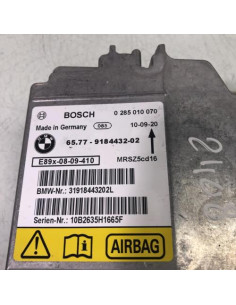 BOSCH 0 285 010 070
Made in Germany DB3 10-09-20
65.77 - 9184432-02
E89x-08-09-410 MRSZ5cd16
BMW-Nr.: 31918443202L
Serien-Nr.: 10B2635H1665F
AIRBAG